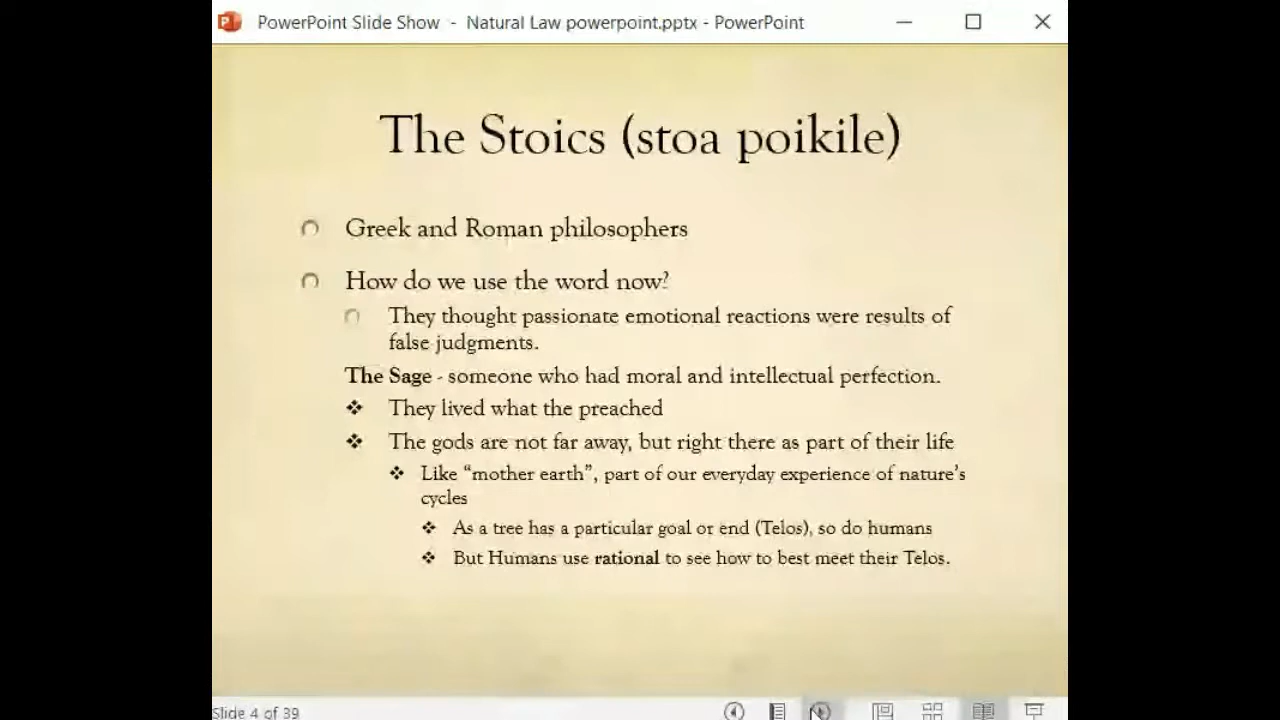 PowerPoint Slide Show - Natural Law powerpoint.pptx - PowerPoint
The Stoics (stoa poikile)
Greek and Roman philosophers
How do we use the word now?
They thought passionate emotional reactions were results of
false judgments.
The Sage - someone who had moral and intellectual perfection.
They lived what the preached
The gods are not far away, but right there as part of their life
Like “mother earth”, part of our everyday experience of nature’s
cycles
As a tree has a particular goal or end (Telos), so do humans
But Humans use rational to see how to best meet their Telos.
Slide 4 of 39